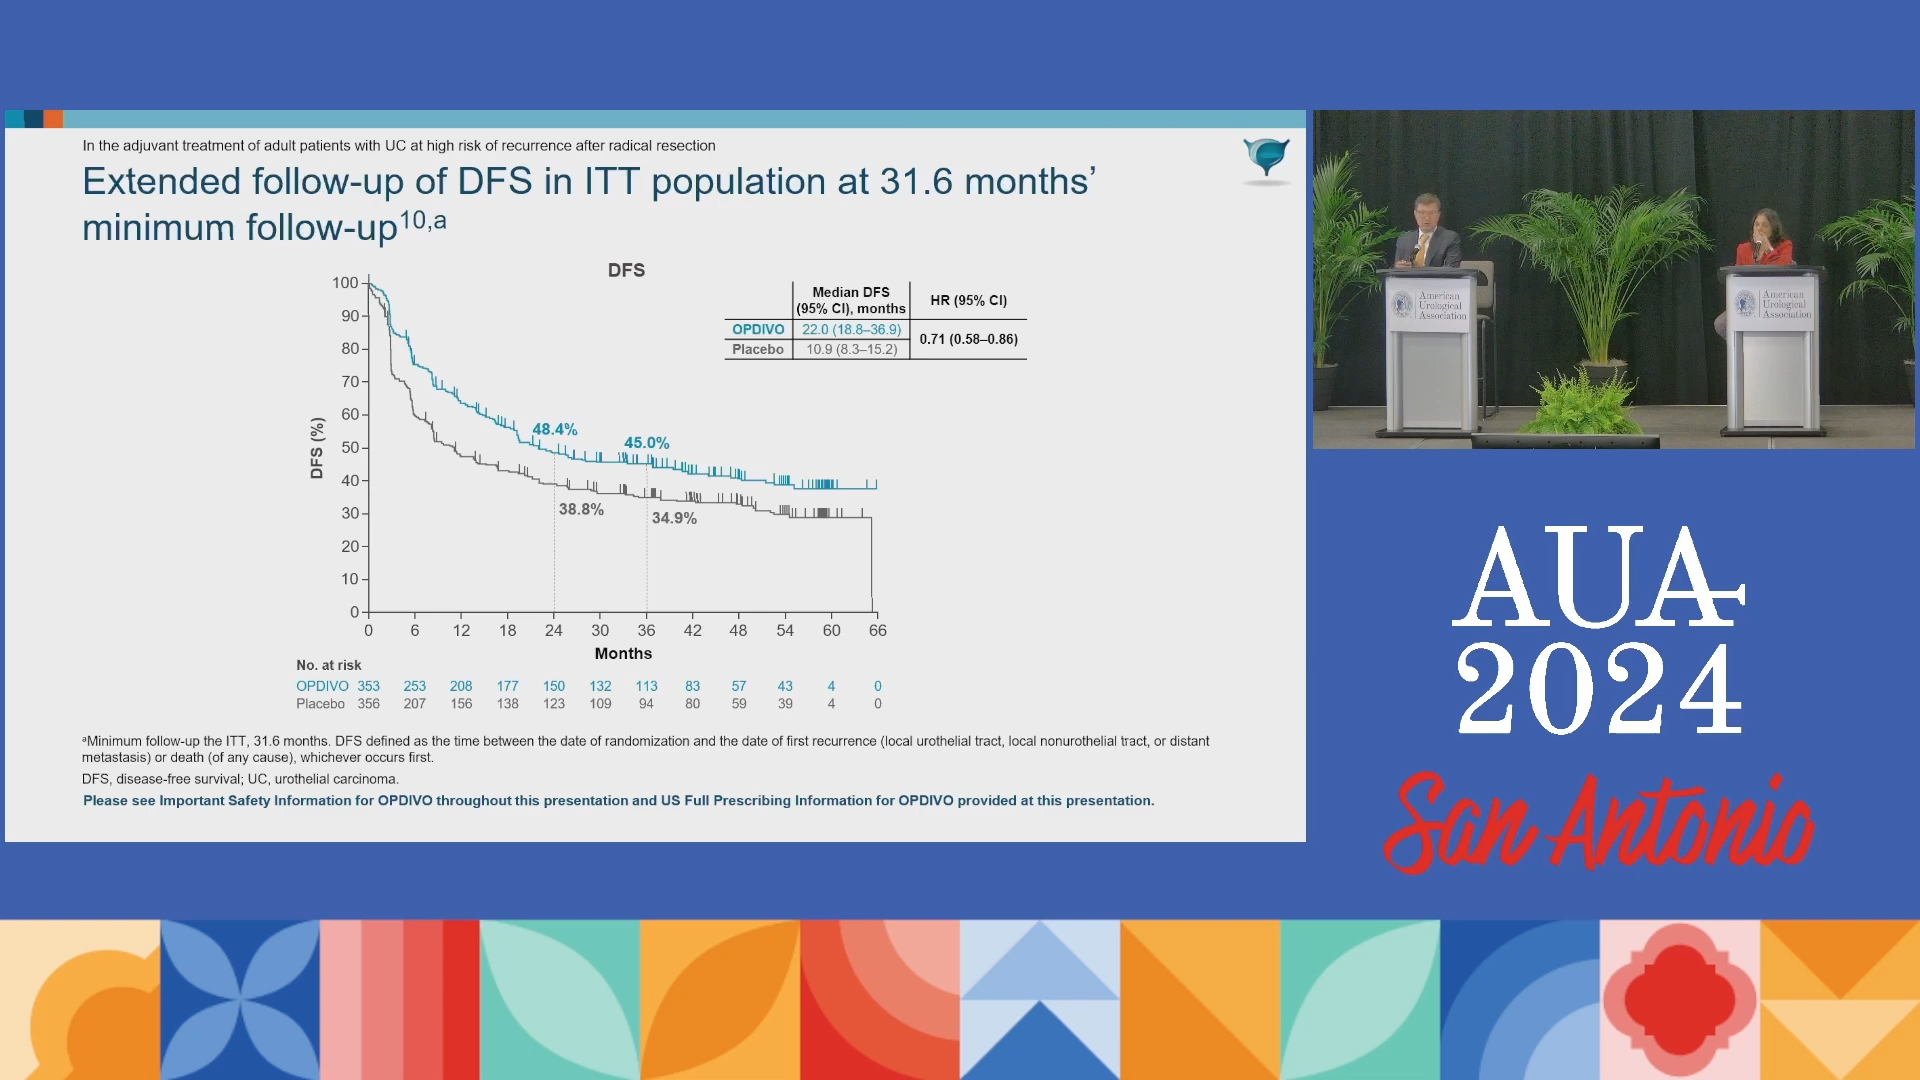 In the adjuvant treatment of adult patients with UC at high risk of recurrence after radical resection
Extended follow-up of DFS in ITT population at 31.6 months’
minimum follow-up10,a
DFS
Median DFS
(95% CI), months
HR (95% CI)
OPDIVO 22.0 (18.8–36.9)
0.71 (0.58–0.86)
Placebo 10.9 (8.3–15.2)
DFS (%)
100
90
80
70
60
50
40
30
20
10
0
48.4%
45.0%
38.8%
34.9%
0 6 12 18 24 30 36 42 48 54 60 66
Months
No. at risk
OPDIVO 353 253 208 177 150 132 113 83 57 43 4 0
Placebo 356 207 156 138 123 109 94 80 59 39 4 0
aMinimum follow-up the ITT, 31.6 months. DFS defined as the time between the date of randomization and the date of first recurrence (local urothelial tract, local nonurothelial tract, or distant
metastasis) or death (of any cause), whichever occurs first.
DFS, disease-free survival; UC, urothelial carcinoma.
Please see Important Safety Information for OPDIVO throughout this presentation and US Full Prescribing Information for OPDIVO provided at this presentation.
American
Urological
Association
American
Urological
Association
AUA
2024
San Antonio